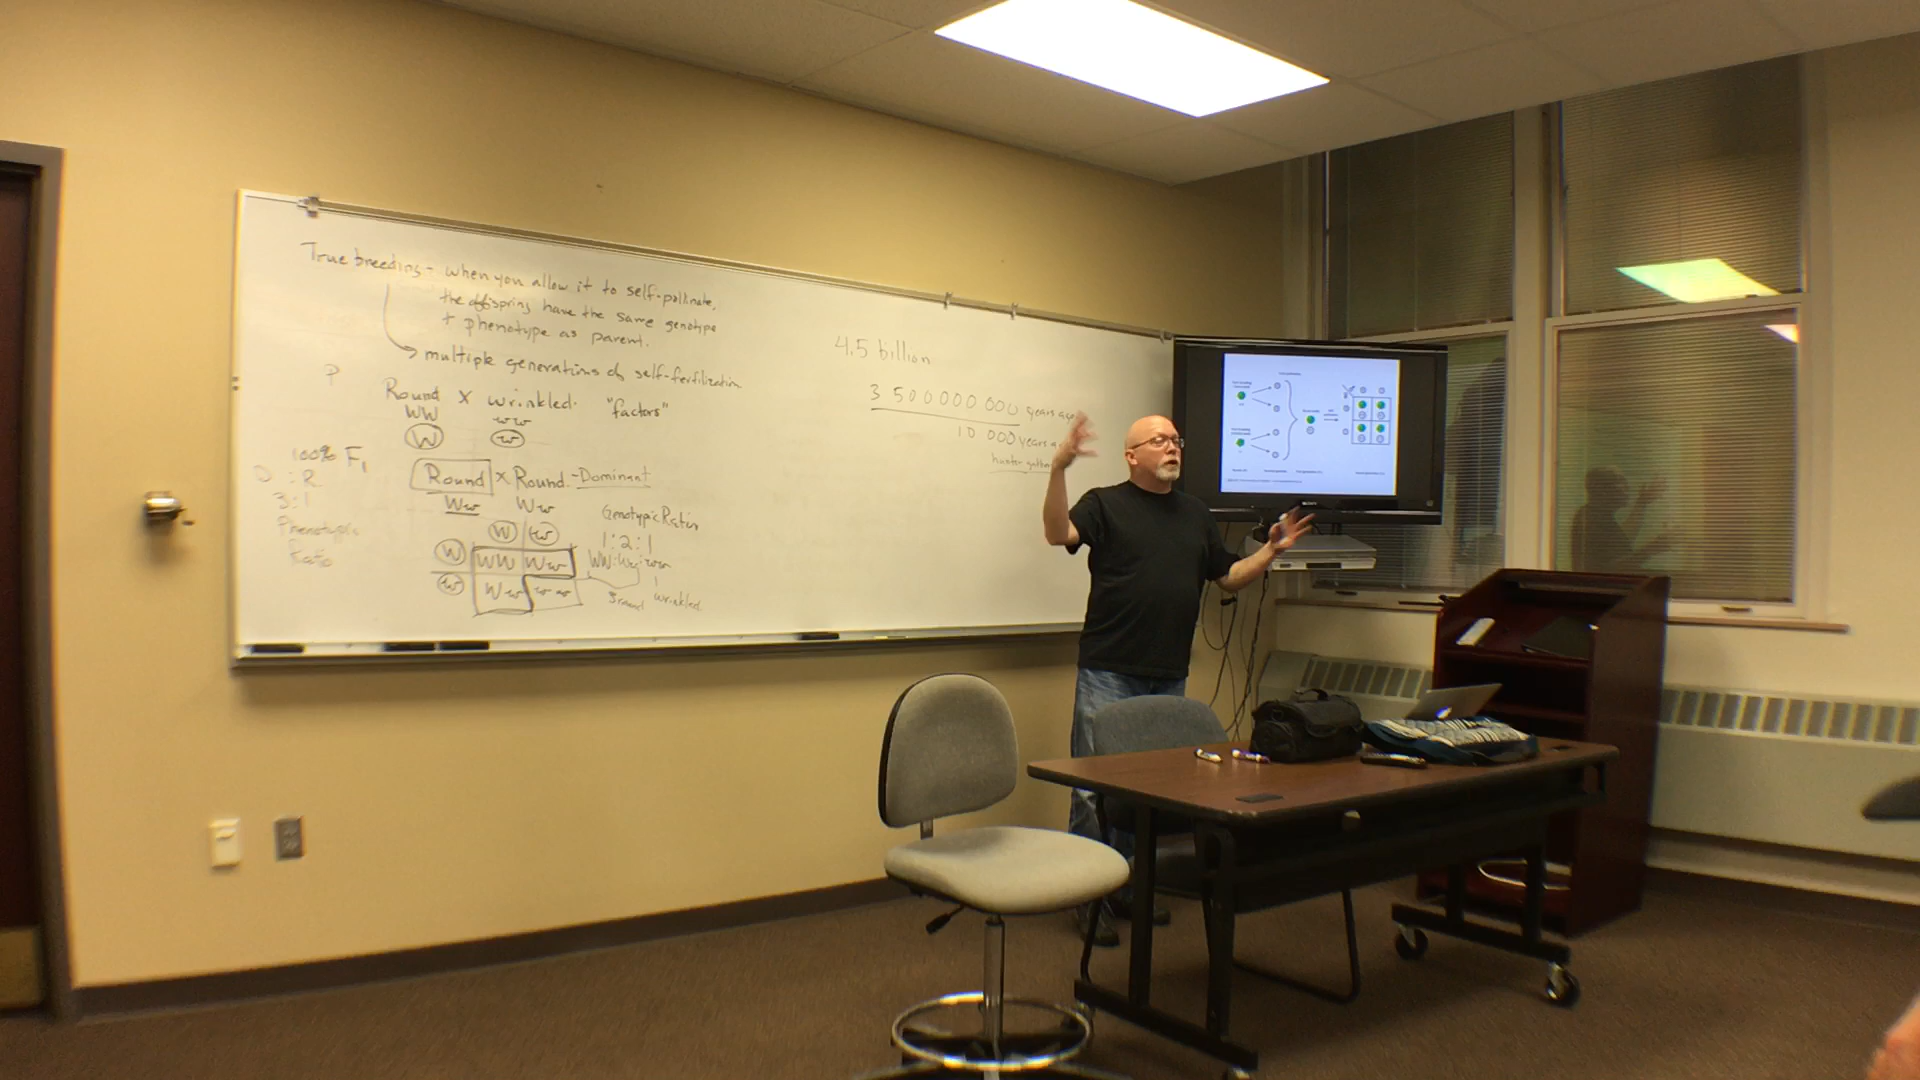 True breeding - when you allow it to self-pollinate,
the offspring have the same genotype
+ phenotype as parent.
multiple generations of self-fertilization
P
Round X wrinkled. "factors"
WW ww
W w
100% F1
Round X Round - Dominant
D : R
3:1
Phenotypic
Ratio
Ww Ww
W w
W WW Ww
w Ww ww
Genotypic Ratio
1:2:1
WW:Ww:ww
3 round 1 wrinkled
4.5 billion
3 500 000 000 years ago
10 000 years
hunter gather
SONY